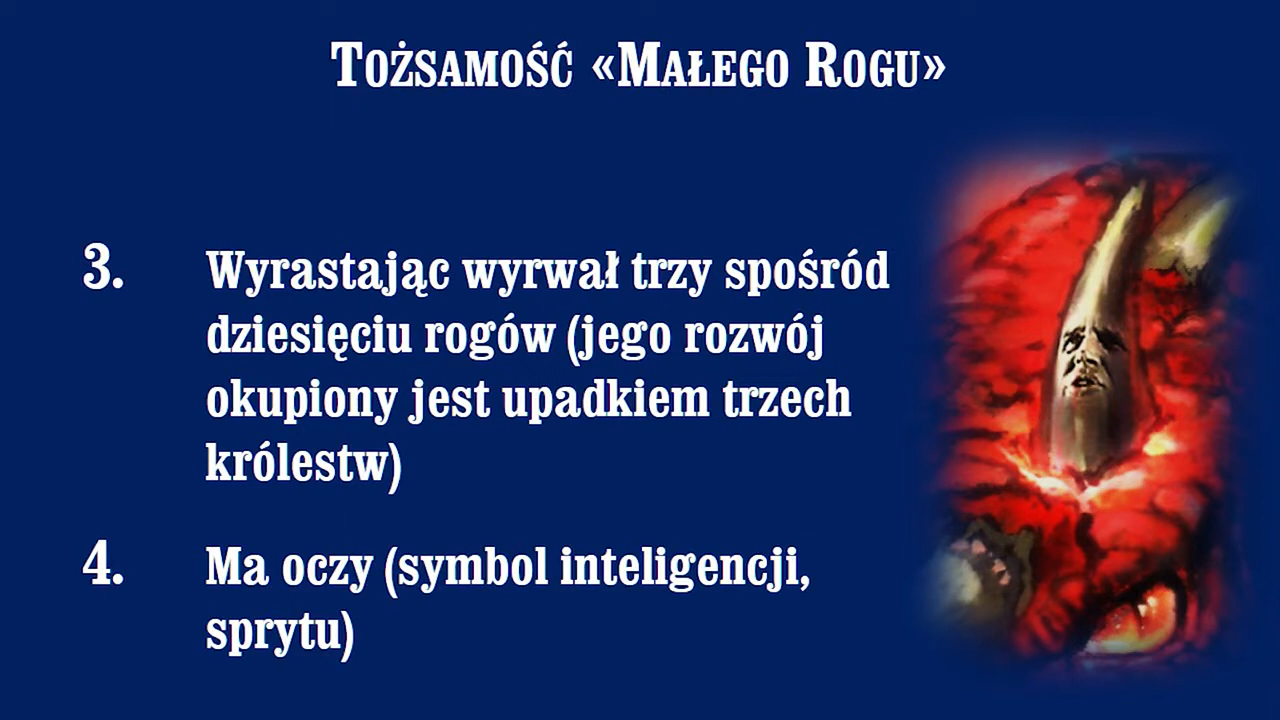 Tożsamość «Małego Rogu»
3. Wyrastając wyrwał trzy spośród
dziesięciu rogów (jego rozwój
okupiony jest upadkiem trzech
królestw)
4. Ma oczy (symbol inteligencji,
sprytu)